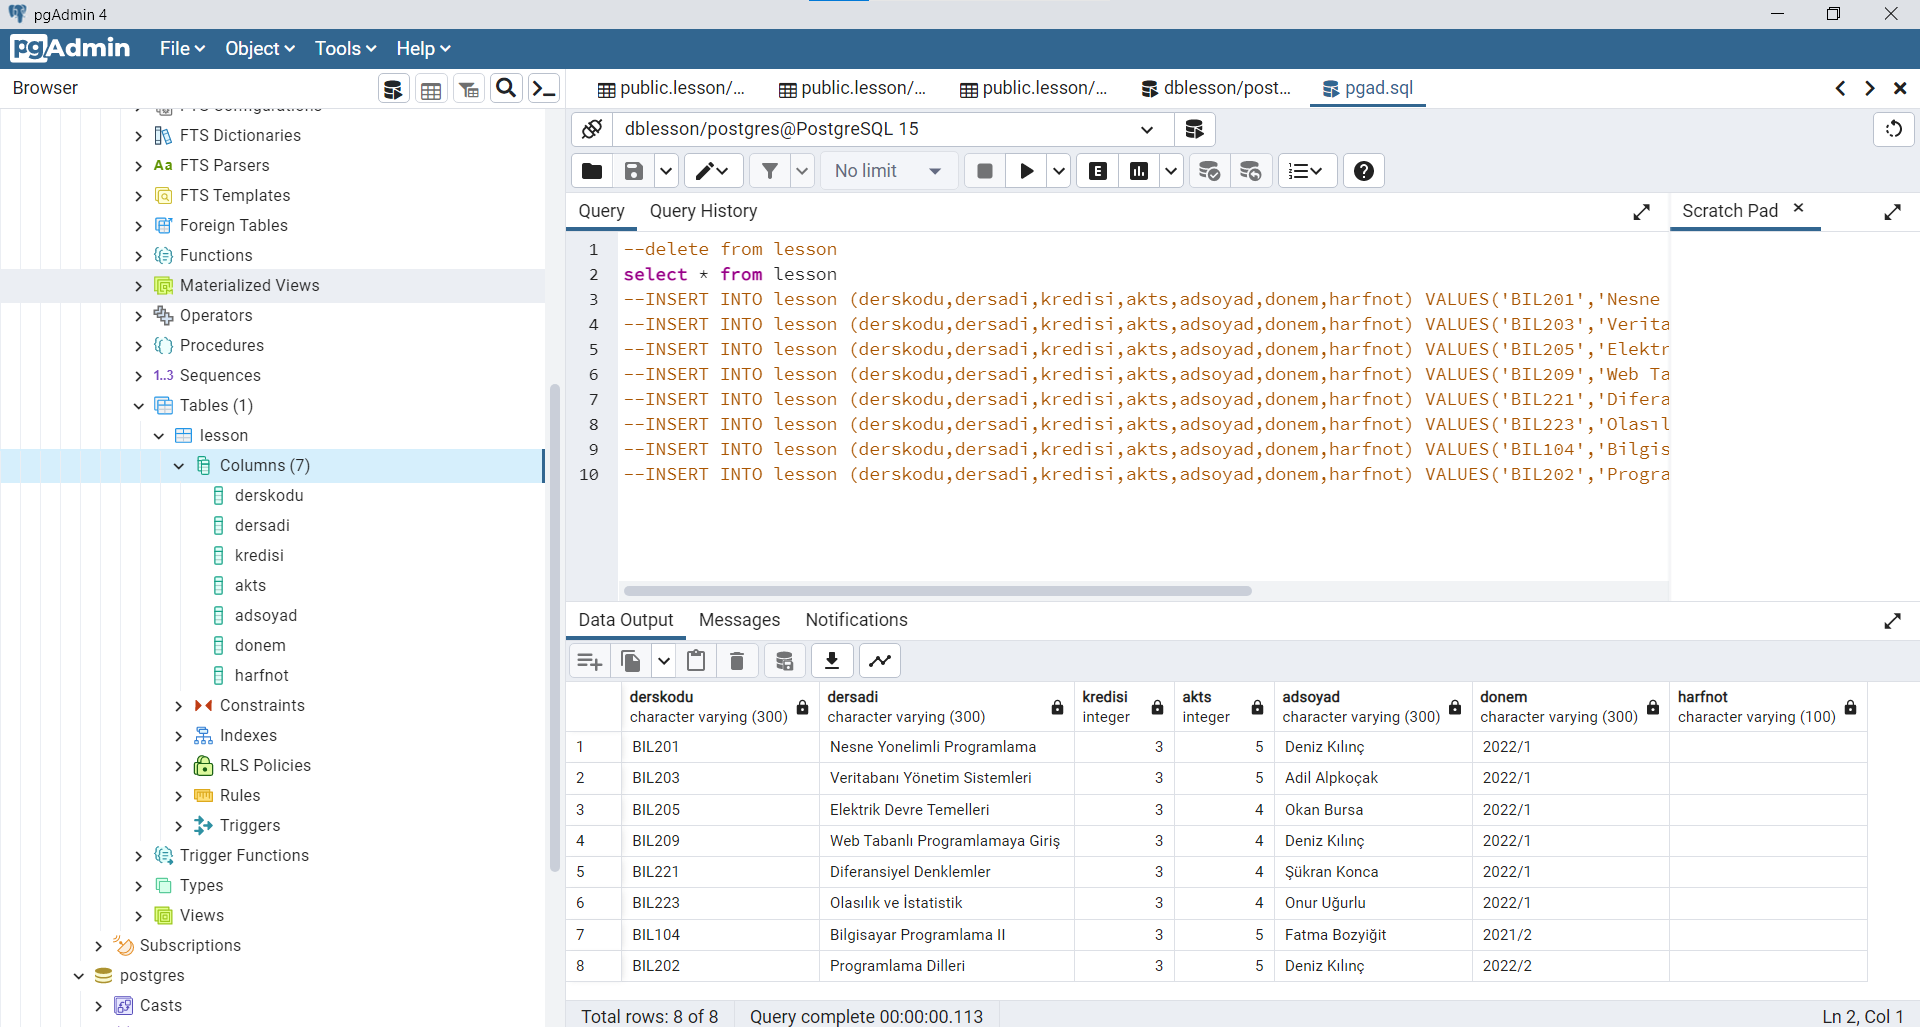 pgAdmin 4
pgAdmin File Object Tools Help
Browser
public.lesson/...
public.lesson/...
public.lesson/...
dblesson/post...
pgad.sql
FTS Configurations
FTS Dictionaries
FTS Parsers
FTS Templates
Foreign Tables
Functions
Materialized Views
Operators
Procedures
1..3 Sequences
Tables (1)
lesson
Columns (7)
derskodu
dersadi
kredisi
akts
adsoyad
donem
harfnot
Constraints
Indexes
RLS Policies
Rules
Triggers
Trigger Functions
Types
Views
Subscriptions
postgres
Casts
dblesson/postgres@PostgreSQL 15
No limit
Query Query History
Scratch Pad
1 --delete from lesson
2 select * from lesson
3 --INSERT INTO lesson (derskodu,dersadi,kredisi,akts,adsoyad,donem,harfnot) VALUES('BIL201','Nesne
4 --INSERT INTO lesson (derskodu,dersadi,kredisi,akts,adsoyad,donem,harfnot) VALUES('BIL203','Verita
5 --INSERT INTO lesson (derskodu,dersadi,kredisi,akts,adsoyad,donem,harfnot) VALUES('BIL205','Elektr
6 --INSERT INTO lesson (derskodu,dersadi,kredisi,akts,adsoyad,donem,harfnot) VALUES('BIL209','Web Ta
7 --INSERT INTO lesson (derskodu,dersadi,kredisi,akts,adsoyad,donem,harfnot) VALUES('BIL221','Difera
8 --INSERT INTO lesson (derskodu,dersadi,kredisi,akts,adsoyad,donem,harfnot) VALUES('BIL223','Olasıl
9 --INSERT INTO lesson (derskodu,dersadi,kredisi,akts,adsoyad,donem,harfnot) VALUES('BIL104','Bilgis
10 --INSERT INTO lesson (derskodu,dersadi,kredisi,akts,adsoyad,donem,harfnot) VALUES('BIL202','Progra
Data Output Messages Notifications
derskodu dersadi kredisi akts adsoyad donem harfnot
character varying (300) character varying (300) integer integer character varying (300) character varying (300) character varying (100)
1 BIL201 Nesne Yonelimli Programlama 3 5 Deniz Kılınç 2022/1
2 BIL203 Veritabanı Yönetim Sistemleri 3 5 Adil Alpkoçak 2022/1
3 BIL205 Elektrik Devre Temelleri 3 4 Okan Bursa 2022/1
4 BIL209 Web Tabanlı Programlamaya Giriş 3 4 Deniz Kılınç 2022/1
5 BIL221 Diferansiyel Denklemler 3 4 Şükran Konca 2022/1
6 BIL223 Olasılık ve İstatistik 3 4 Onur Uğurlu 2022/1
7 BIL104 Bilgisayar Programlama II 3 5 Fatma Bozyiğit 2021/2
8 BIL202 Programlama Dilleri 3 5 Deniz Kılınç 2022/2
Total rows: 8 of 8 Query complete 00:00:00.113
Ln 2, Col 1